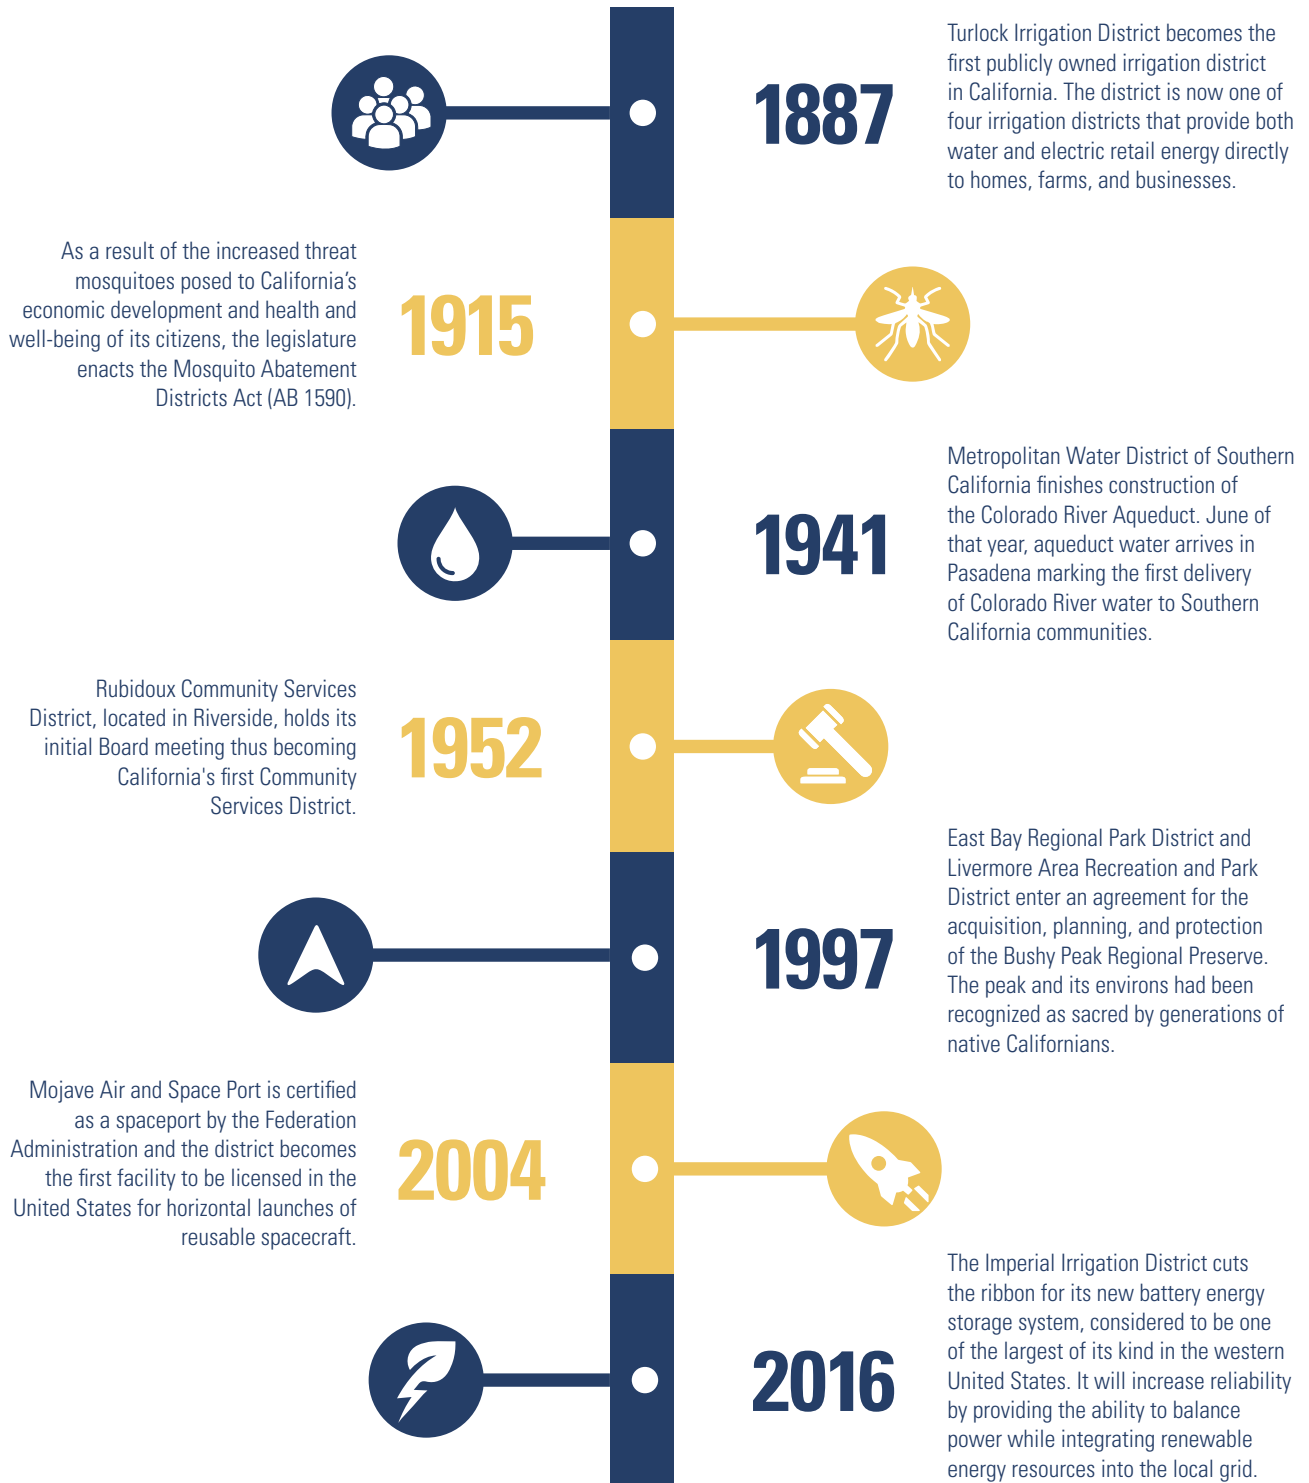 1887
Turlock Irrigation District becomes the
first publicly owned irrigation district
in California. The district is now one of
four irrigation districts that provide both
water and electric retail energy directly
to homes, farms, and businesses.
As a result of the increased threat
mosquitoes posed to California’s
economic development and health and
well-being of its citizens, the legislature
enacts the Mosquito Abatement
Districts Act (AB 1590).
1915
1941
Metropolitan Water District of Southern
California finishes construction of
the Colorado River Aqueduct. June of
that year, aqueduct water arrives in
Pasadena marking the first delivery
of Colorado River water to Southern
California communities.
Rubidoux Community Services
District, located in Riverside, holds its
initial Board meeting thus becoming
California's first Community
Services District.
1952
1997
East Bay Regional Park District and
Livermore Area Recreation and Park
District enter an agreement for the
acquisition, planning, and protection
of the Bushy Peak Regional Preserve.
The peak and its environs had been
recognized as sacred by generations of
native Californians.
Mojave Air and Space Port is certified
as a spaceport by the Federation
Administration and the district becomes
the first facility to be licensed in the
United States for horizontal launches of
reusable spacecraft.
2004
2016
The Imperial Irrigation District cuts
the ribbon for its new battery energy
storage system, considered to be one
of the largest of its kind in the western
United States. It will increase reliability
by providing the ability to balance
power while integrating renewable
energy resources into the local grid.